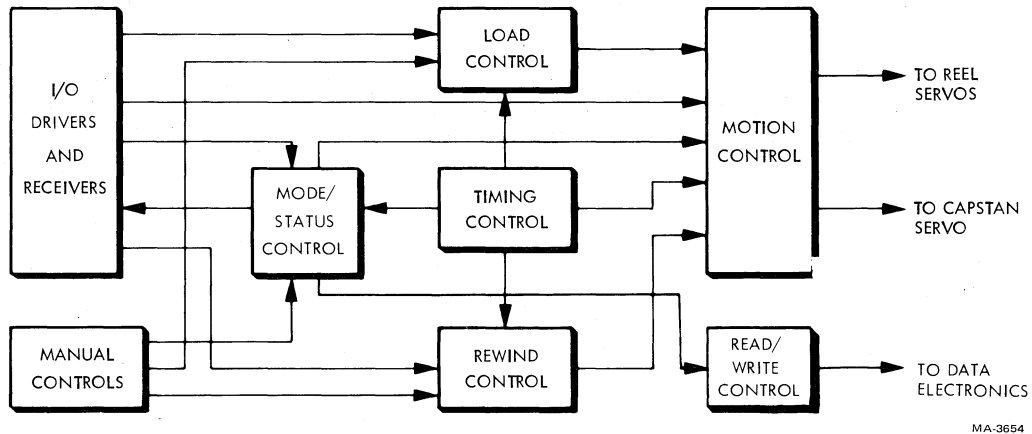 I/O
DRIVERS
AND
RECEIVERS
LOAD
CONTROL
MODE/
STATUS
CONTROL
TIMING
CONTROL
MOTION
CONTROL
TO REEL
SERVOS
TO CAPSTAN
SERVO
MANUAL
CONTROLS
REWIND
CONTROL
READ/
WRITE
CONTROL
TO DATA
ELECTRONICS
MA-3654